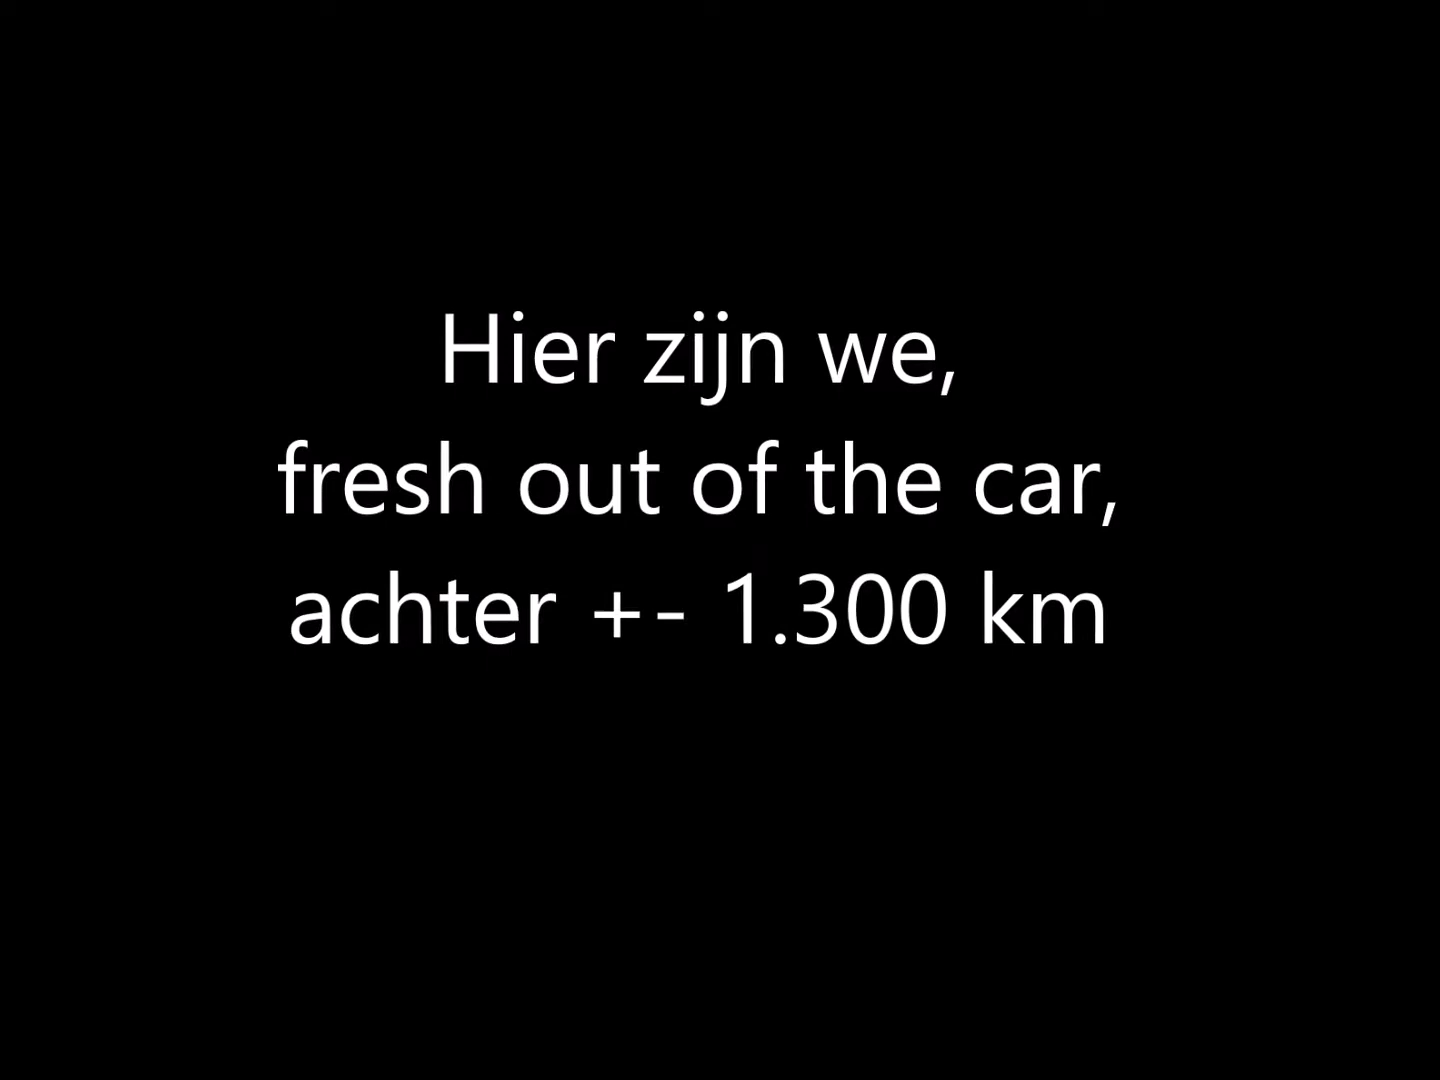 Hier zijn we,
fresh out of the car,
achter +- 1.300 km